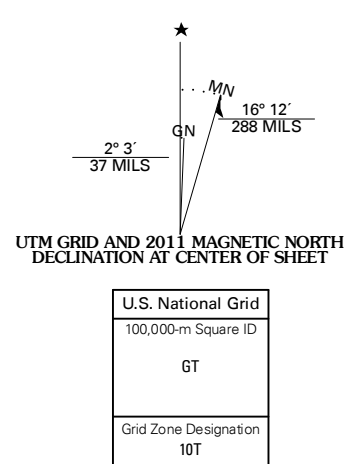 MN
16° 12´
288 MILS
GN
2° 3´
37 MILS
UTM GRID AND 2011 MAGNETIC NORTH
DECLINATION AT CENTER OF SHEET
U.S. National Grid
100,000-m Square ID
GT
Grid Zone Designation
10T